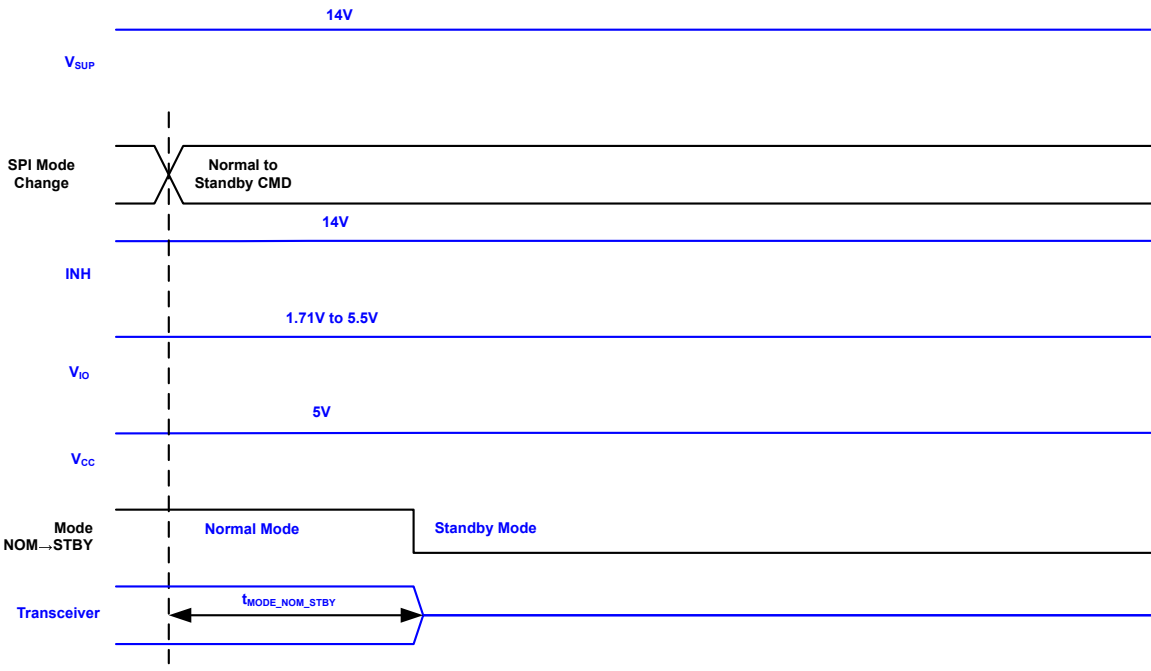 14V
VSUP
SPI Mode
Change
Normal to
Standby CMD
14V
INH
1.71V to 5.5V
VIO
5V
VCC
Mode
NOM→STBY
Normal Mode
Standby Mode
Transceiver
tMODE_NOM_STBY